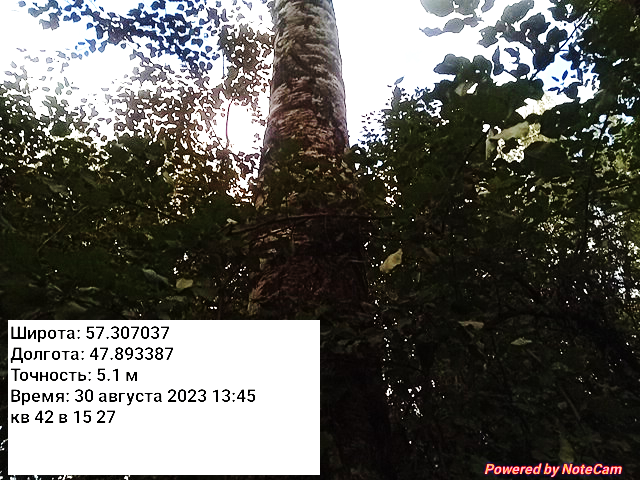 Широта: 57.307037
Долгота: 47.893387
Точность: 5.1 м
Время: 30 августа 2023 13:45
кв 42 в 15 27
Powered by NoteCam